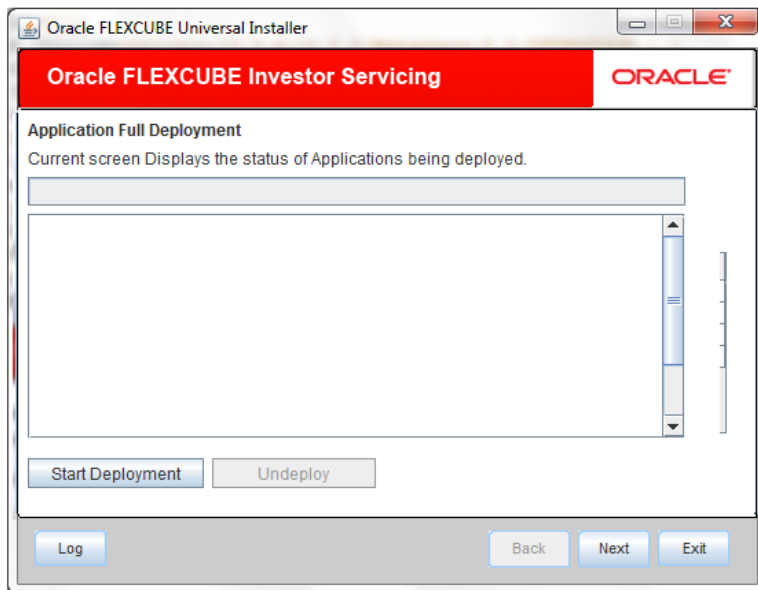 Oracle FLEXCUBE Universal Installer
Oracle FLEXCUBE Investor Servicing
ORACLE
Application Full Deployment
Current screen Displays the status of Applications being deployed.
Start Deployment Undeploy
Log Back Next Exit